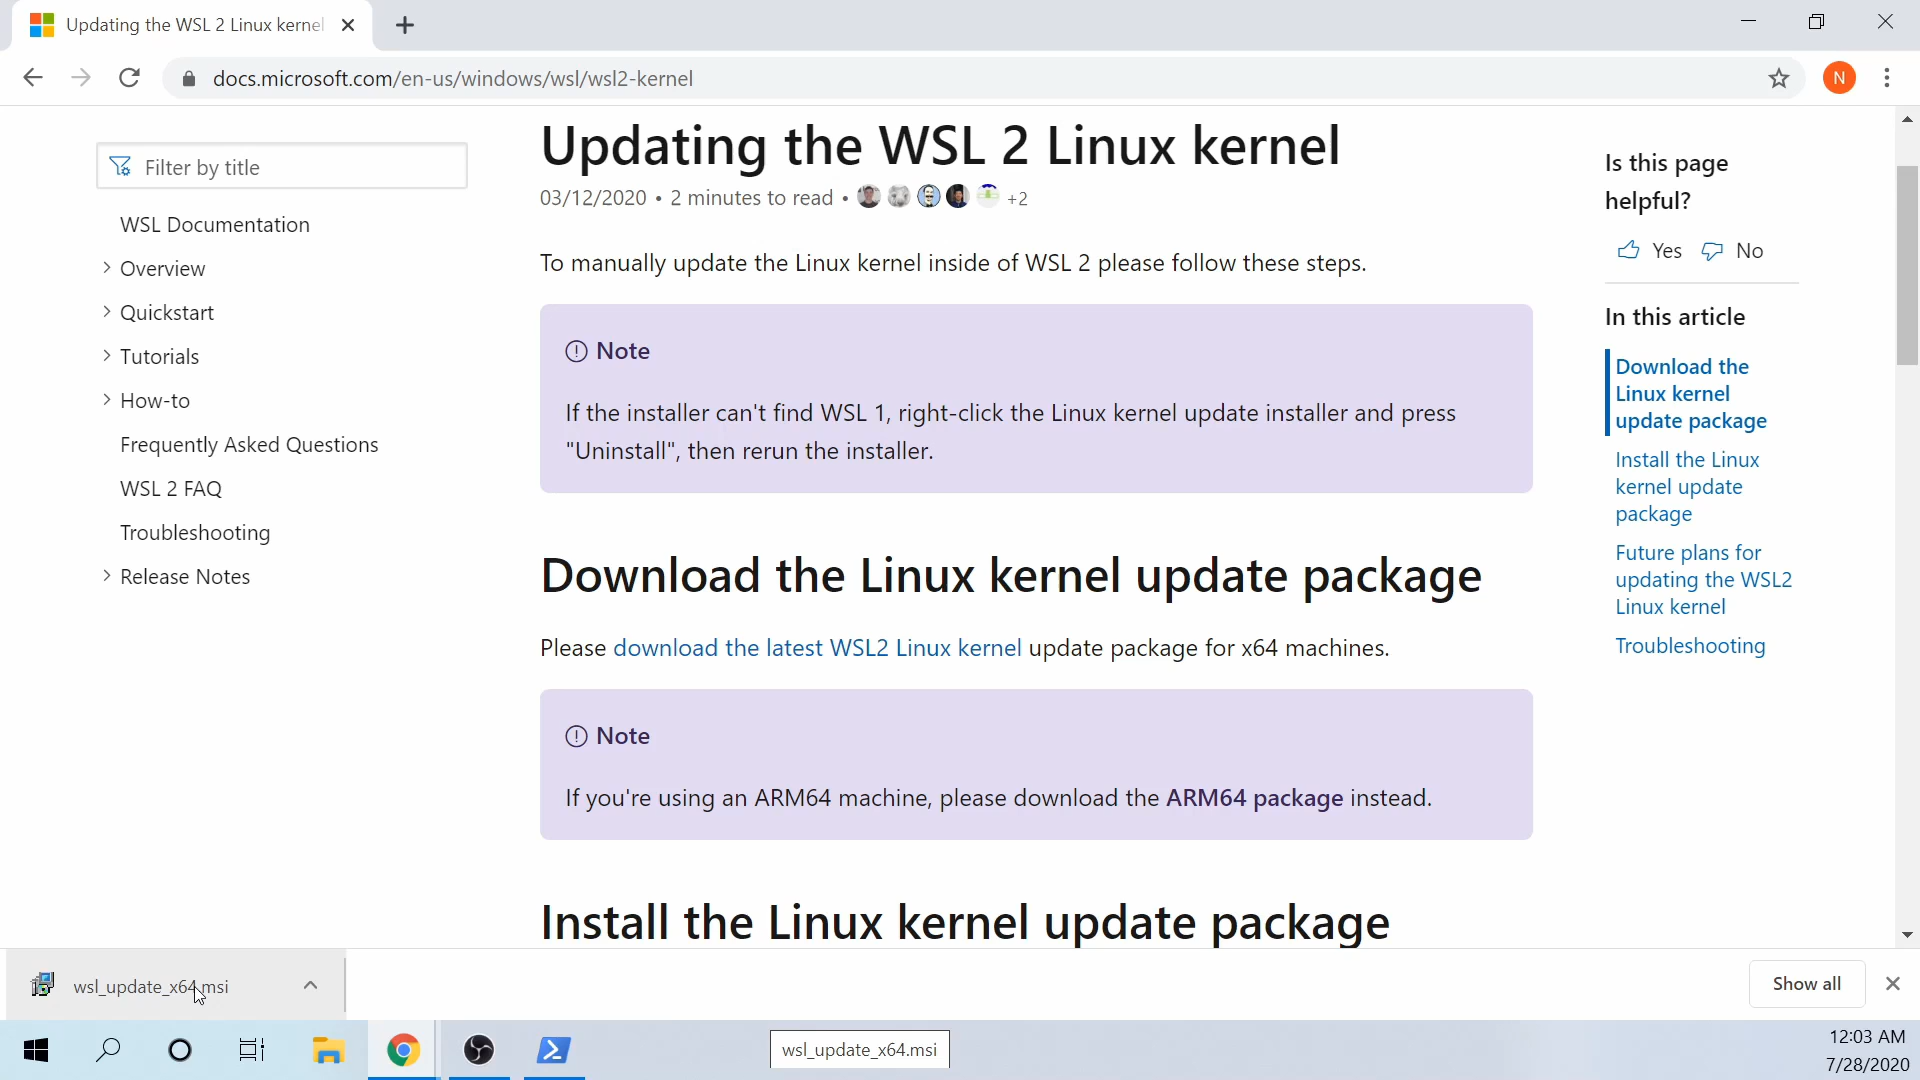 Updating the WSL 2 Linux kernel
docs.microsoft.com/en-us/windows/wsl/wsl2-kernel
N
Filter by title
WSL Documentation
Overview
Quickstart
Tutorials
How-to
Frequently Asked Questions
WSL 2 FAQ
Troubleshooting
Release Notes
Updating the WSL 2 Linux kernel
03/12/2020 • 2 minutes to read • +2
To manually update the Linux kernel inside of WSL 2 please follow these steps.
Note
If the installer can't find WSL 1, right-click the Linux kernel update installer and press
"Uninstall", then rerun the installer.
Download the Linux kernel update package
Please download the latest WSL2 Linux kernel update package for x64 machines.
Note
If you're using an ARM64 machine, please download the ARM64 package instead.
Install the Linux kernel update package
Is this page
helpful?
Yes No
In this article
Download the
Linux kernel
update package
Install the Linux
kernel update
package
Future plans for
updating the WSL2
Linux kernel
Troubleshooting
wsl_update_x64.msi
Show all
wsl_update_x64.msi
12:03 AM
7/28/2020